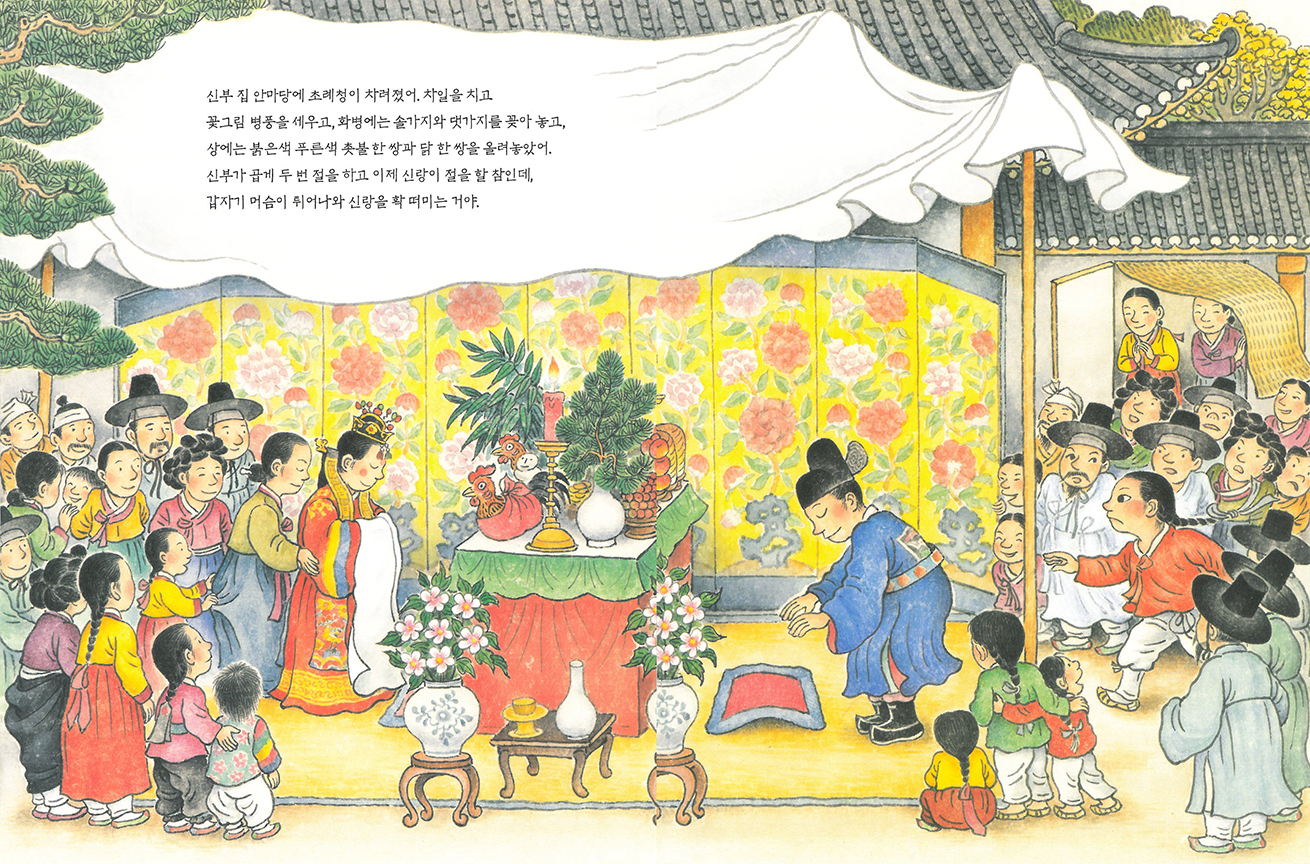 신부 집 안마당에 초례청이 차려졌어. 차일을 치고
꽃그림 병풍을 세우고, 화병에는 솔가지와 댓가지를 꽂아 놓고,
상에는 붉은색 푸른색 촛불 한 쌍과 닭 한 쌍을 올려놓았어.
신부가 곱게 두 번 절을 하고 이제 신랑이 절을 할 참인데,
갑자기 머슴이 튀어나와 신랑을 확 떠미는 거야.